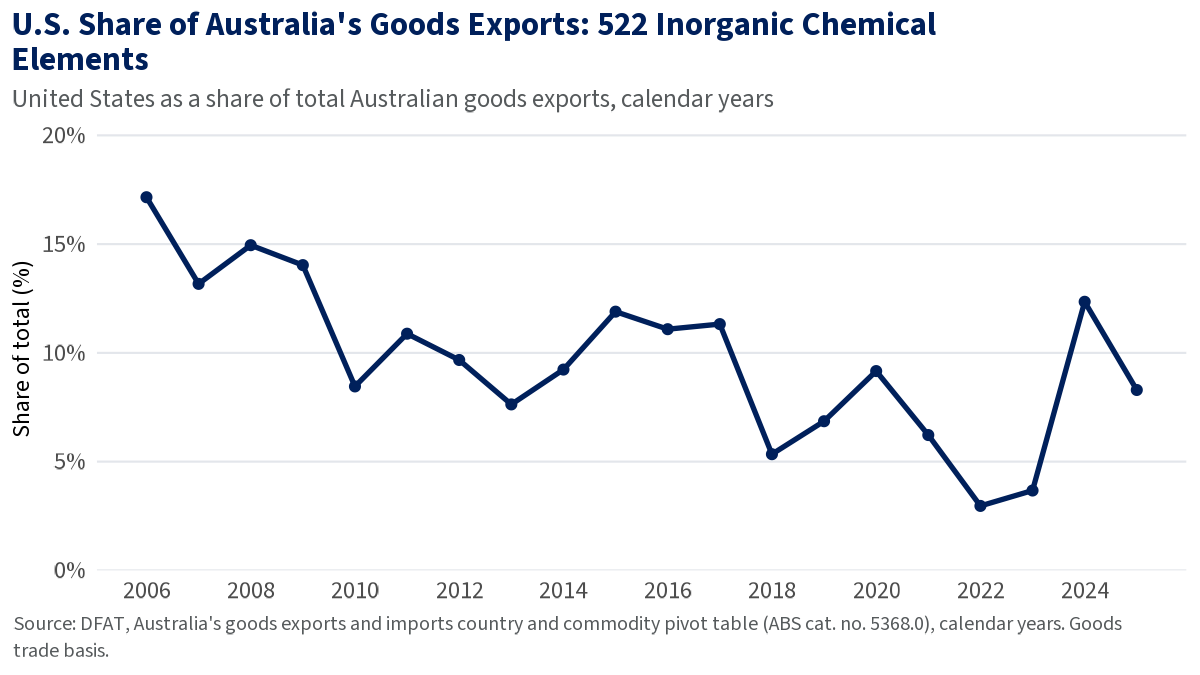 U.S. Share of Australia's Goods Exports: 522 Inorganic Chemical
Elements
United States as a share of total Australian goods exports, calendar years
20%
15%
10%
5%
0%
Share of total (%)
2006 2008 2010 2012 2014 2016 2018 2020 2022 2024
Source: DFAT, Australia's goods exports and imports country and commodity pivot table (ABS cat. no. 5368.0), calendar years. Goods
trade basis.